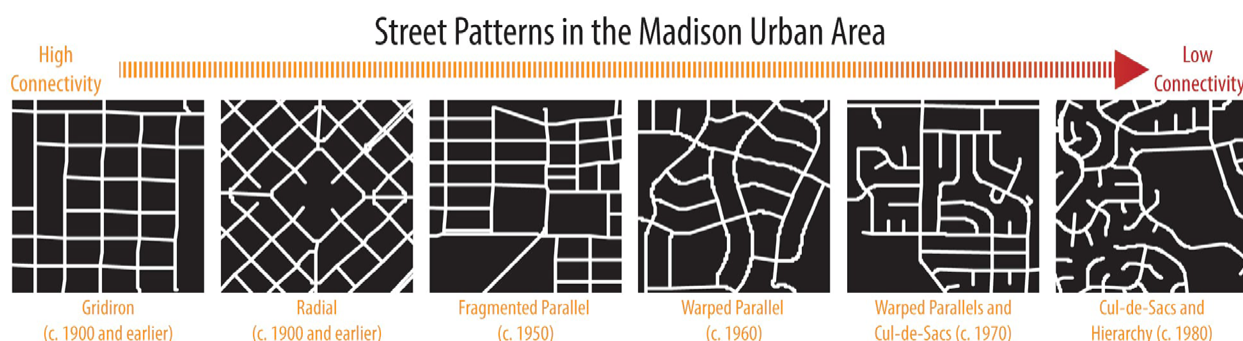 Street Patterns in the Madison Urban Area
High
Connectivity
Low
Connectivity
Gridiron
(c. 1900 and earlier)
Radial
(c. 1900 and earlier)
Fragmented Parallel
(c. 1950)
Warped Parallel
(c. 1960)
Warped Parallels and
Cul-de-Sacs (c. 1970)
Cul-de-Sacs and
Hierarchy (c. 1980)